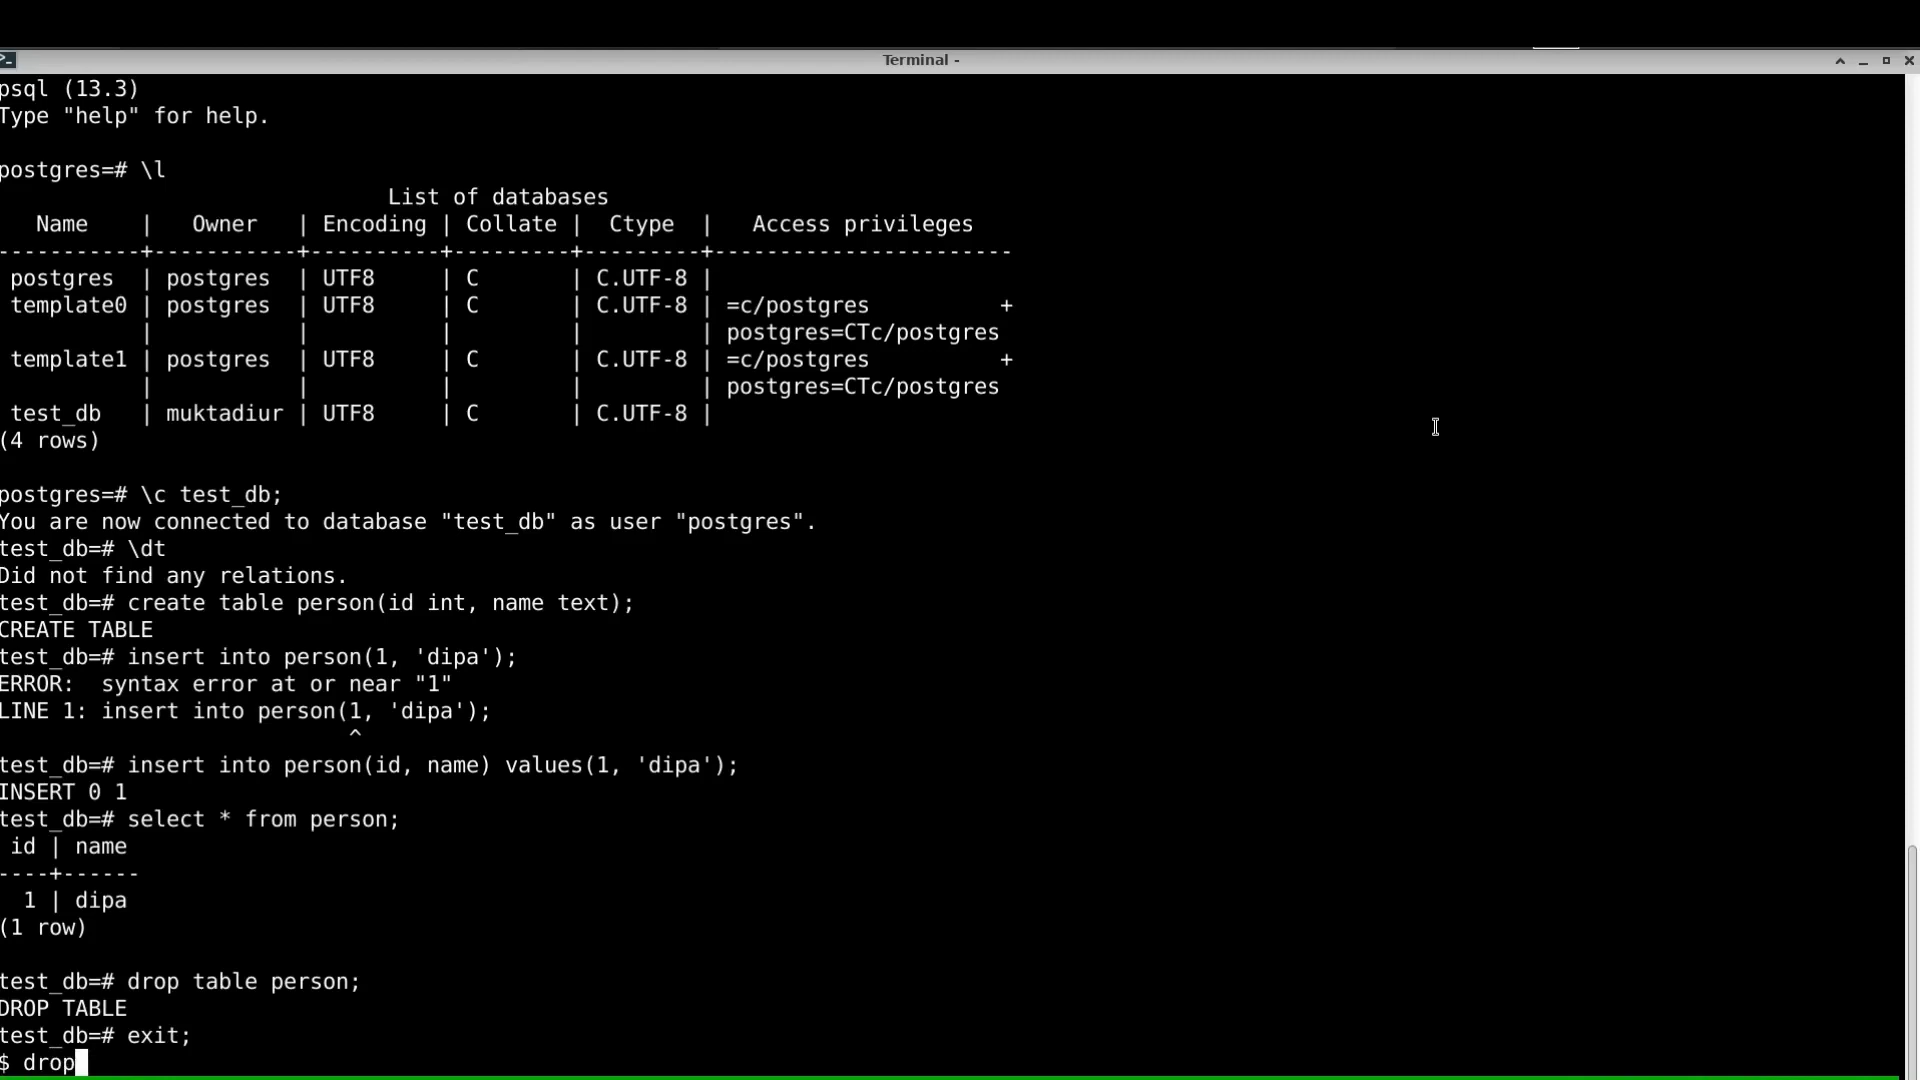 Terminal -
psql (13.3)
Type "help" for help.
postgres=# \l
                              List of databases
   Name    |   Owner   | Encoding | Collate |  Ctype  |   Access privileges
-----------+-----------+----------+---------+---------+-----------------------
 postgres  | postgres  | UTF8     | C       | C.UTF-8 |
 template0 | postgres  | UTF8     | C       | C.UTF-8 | =c/postgres          +
           |           |          |         |         | postgres=CTc/postgres
 template1 | postgres  | UTF8     | C       | C.UTF-8 | =c/postgres          +
           |           |          |         |         | postgres=CTc/postgres
 test_db   | muktadiur | UTF8     | C       | C.UTF-8 |
(4 rows)
postgres=# \c test_db;
You are now connected to database "test_db" as user "postgres".
test_db=# \dt
Did not find any relations.
test_db=# create table person(id int, name text);
CREATE TABLE
test_db=# insert into person(1, 'dipa');
ERROR:  syntax error at or near "1"
LINE 1: insert into person(1, 'dipa');
                           ^
test_db=# insert into person(id, name) values(1, 'dipa');
INSERT 0 1
test_db=# select * from person;
 id | name
----+------
  1 | dipa
(1 row)
test_db=# drop table person;
DROP TABLE
test_db=# exit;
$ drop